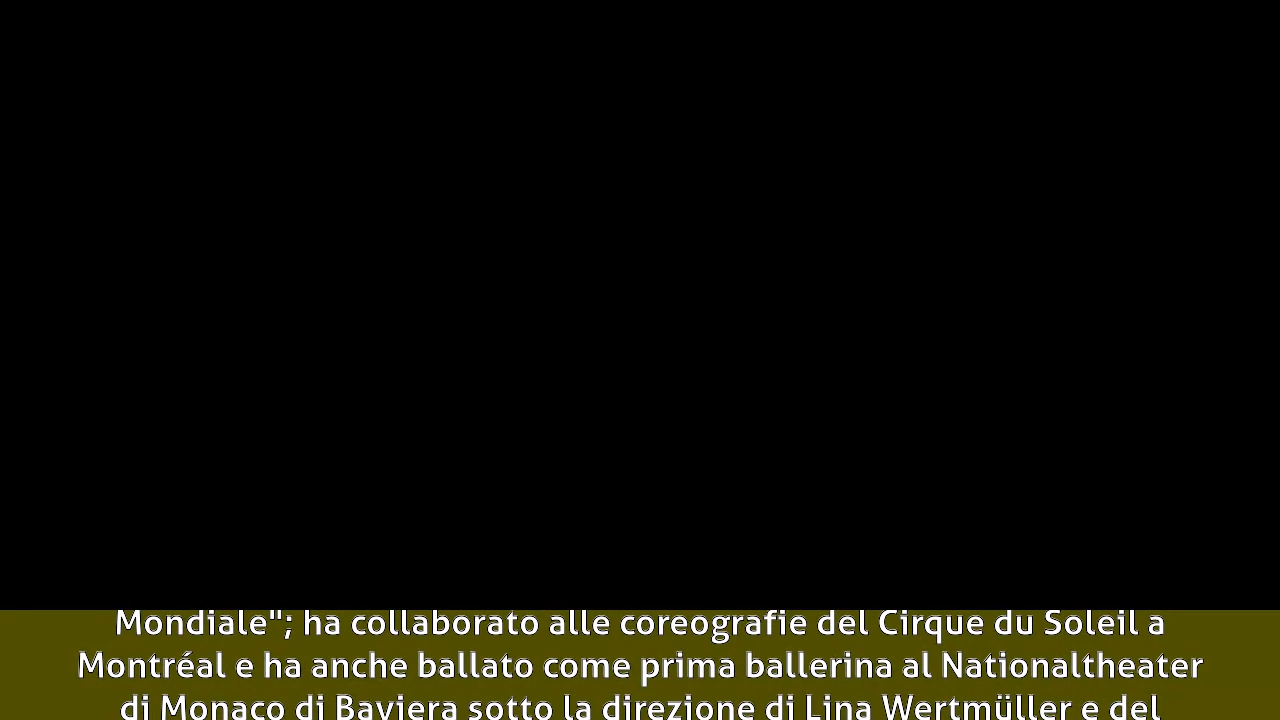 Mondiale"; ha collaborato alle coreografie del Cirque du Soleil a
Montréal e ha anche ballato come prima ballerina al Nationaltheater
di Monaco di Baviera sotto la direzione di Lina Wertmüller e del